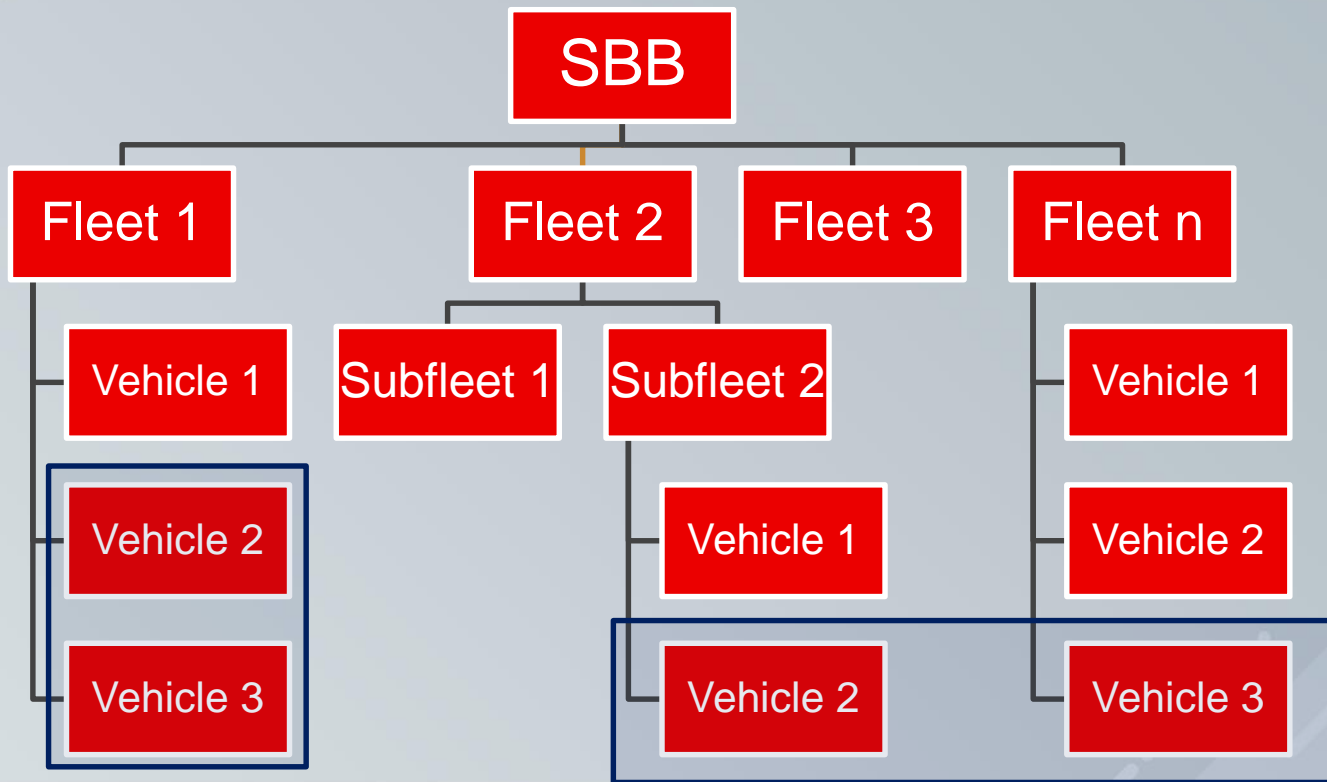 SBB
Fleet 1
Fleet 2
Fleet 3
Fleet n
Vehicle 1
Subfleet 1
Subfleet 2
Vehicle 1
Vehicle 2
Vehicle 1
Vehicle 2
Vehicle 3
Vehicle 2
Vehicle 3